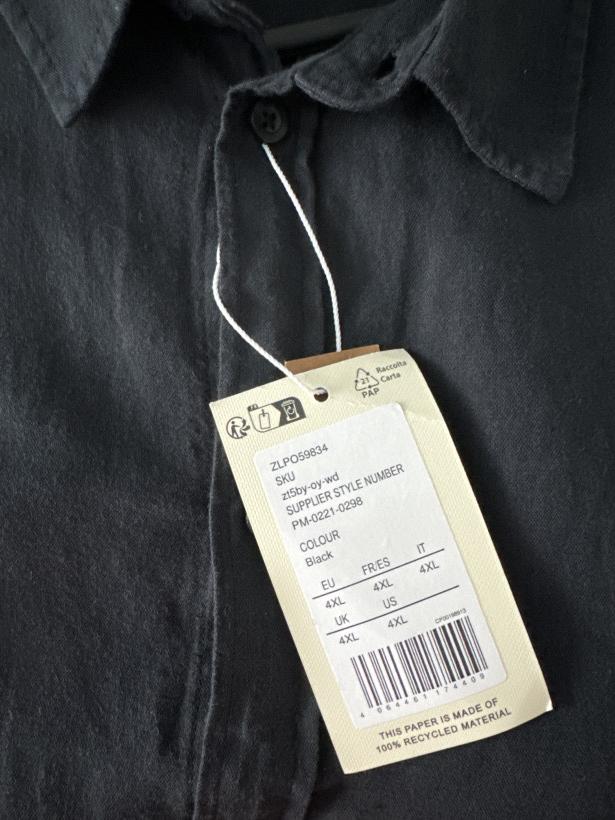 21
PAP
Raccolta
Carta
ZLPO59834
SKU
zt5by-oy-wd
SUPPLIER STYLE NUMBER
PM-0221-0298
COLOUR
Black
EU FR/ES IT
4XL 4XL 4XL
UK US
4XL 4XL
CP00198913
4 064461 174409
THIS PAPER IS MADE OF
100% RECYCLED MATERIAL